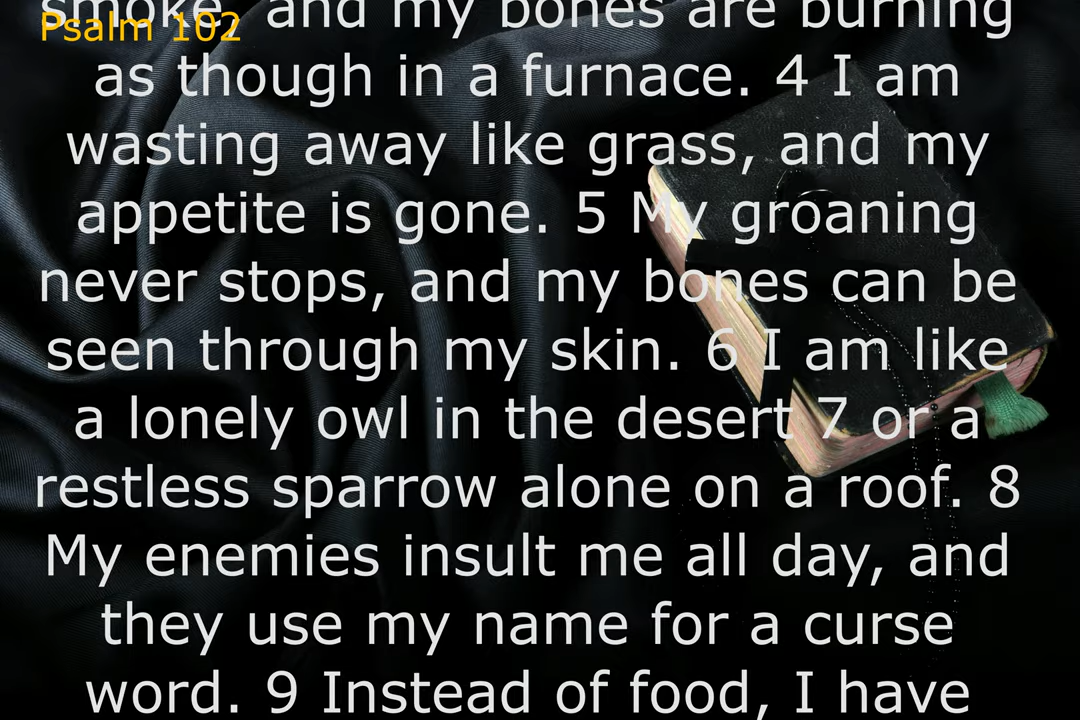 smoke, and my bones are burning
Psalm 102
as though in a furnace. 4 I am
wasting away like grass, and my
appetite is gone. 5 My groaning
never stops, and my bones can be
seen through my skin. 6 I am like
a lonely owl in the desert 7 or a
restless sparrow alone on a roof. 8
My enemies insult me all day, and
they use my name for a curse
word. 9 Instead of food, I have